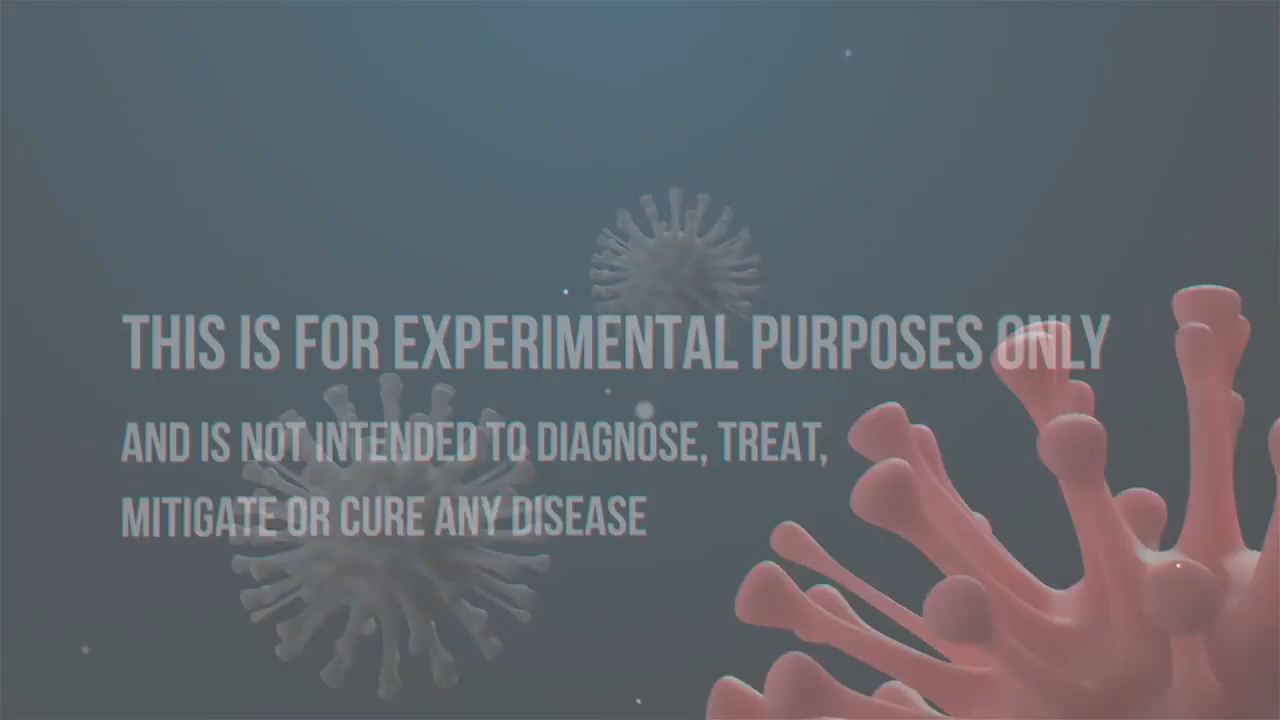 THIS IS FOR EXPERIMENTAL PURPOSES ONLY
AND IS NOT INTENDED TO DIAGNOSE, TREAT,
MITIGATE OR CURE ANY DISEASE